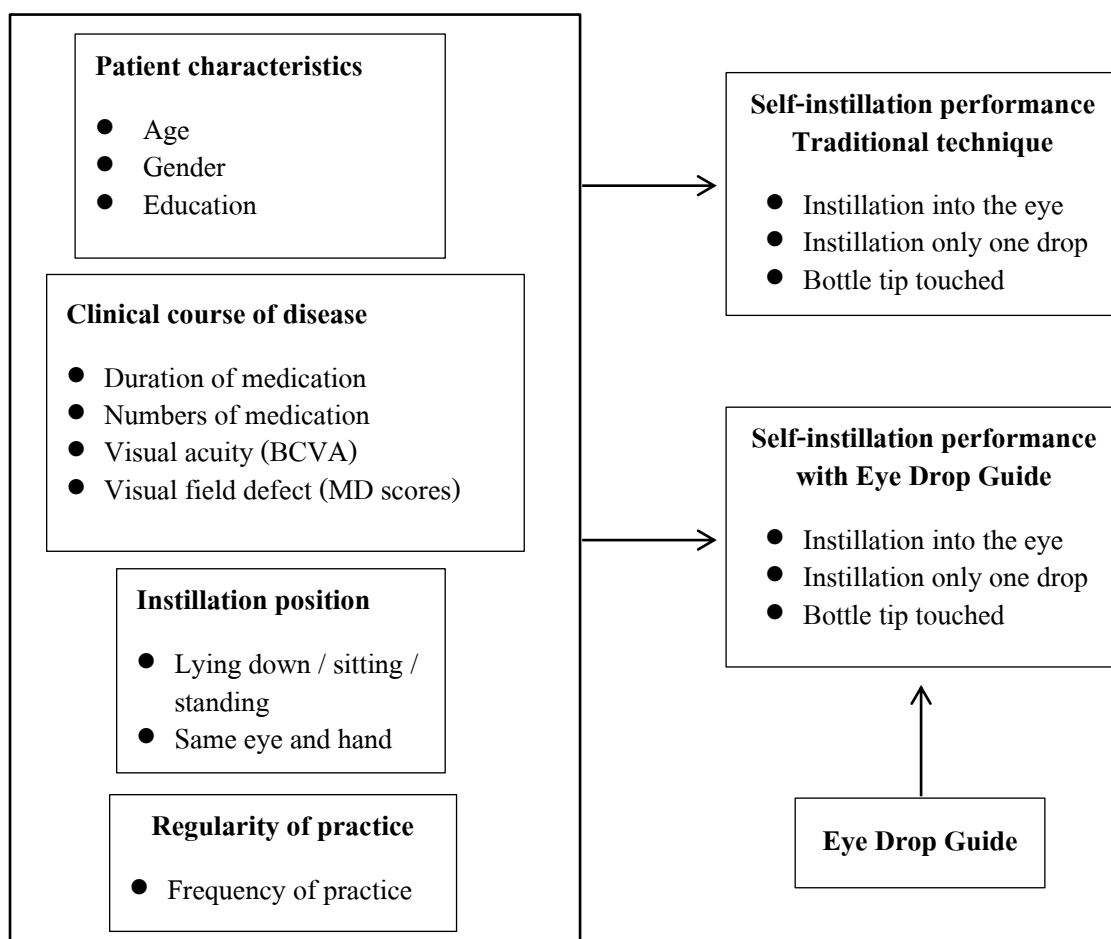 Patient characteristics
● Age
● Gender
● Education
Clinical course of disease
● Duration of medication
● Numbers of medication
● Visual acuity (BCVA)
● Visual field defect (MD scores)
Instillation position
● Lying down / sitting /
standing
● Same eye and hand
Regularity of practice
● Frequency of practice
Self-instillation performance
Traditional technique
● Instillation into the eye
● Instillation only one drop
● Bottle tip touched
Self-instillation performance
with Eye Drop Guide
● Instillation into the eye
● Instillation only one drop
● Bottle tip touched
Eye Drop Guide